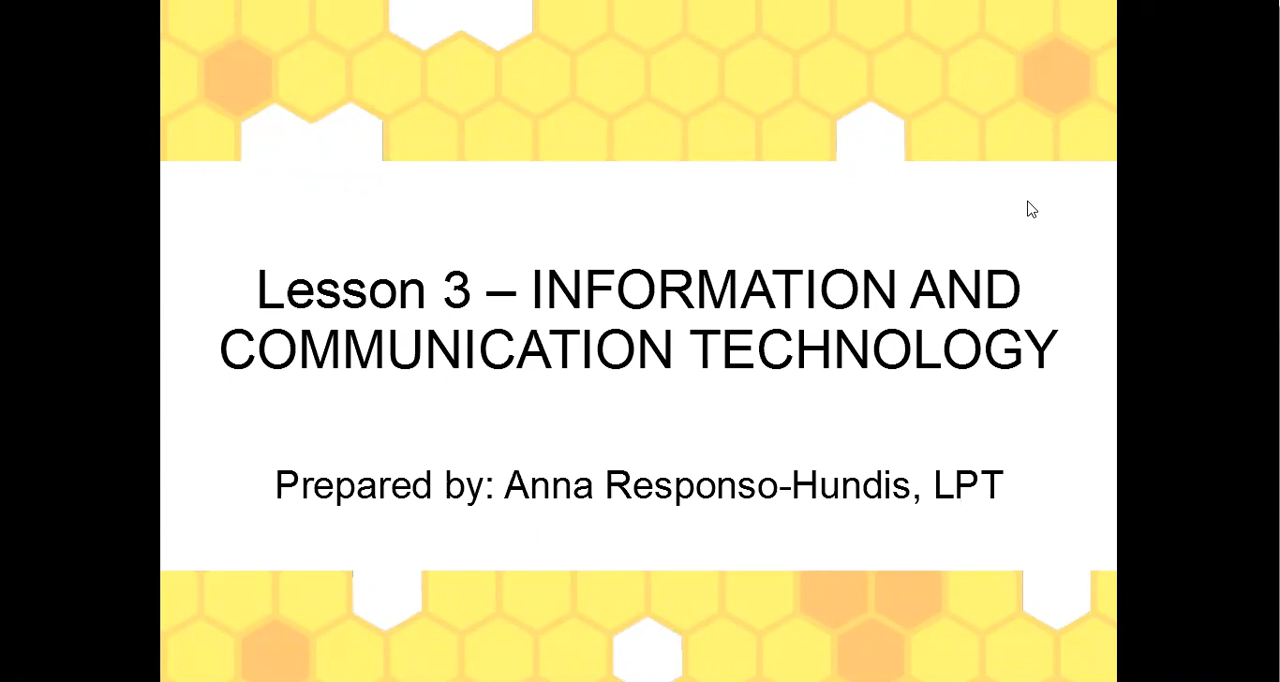 Lesson 3 – INFORMATION AND
COMMUNICATION TECHNOLOGY
Prepared by: Anna Responso-Hundis, LPT